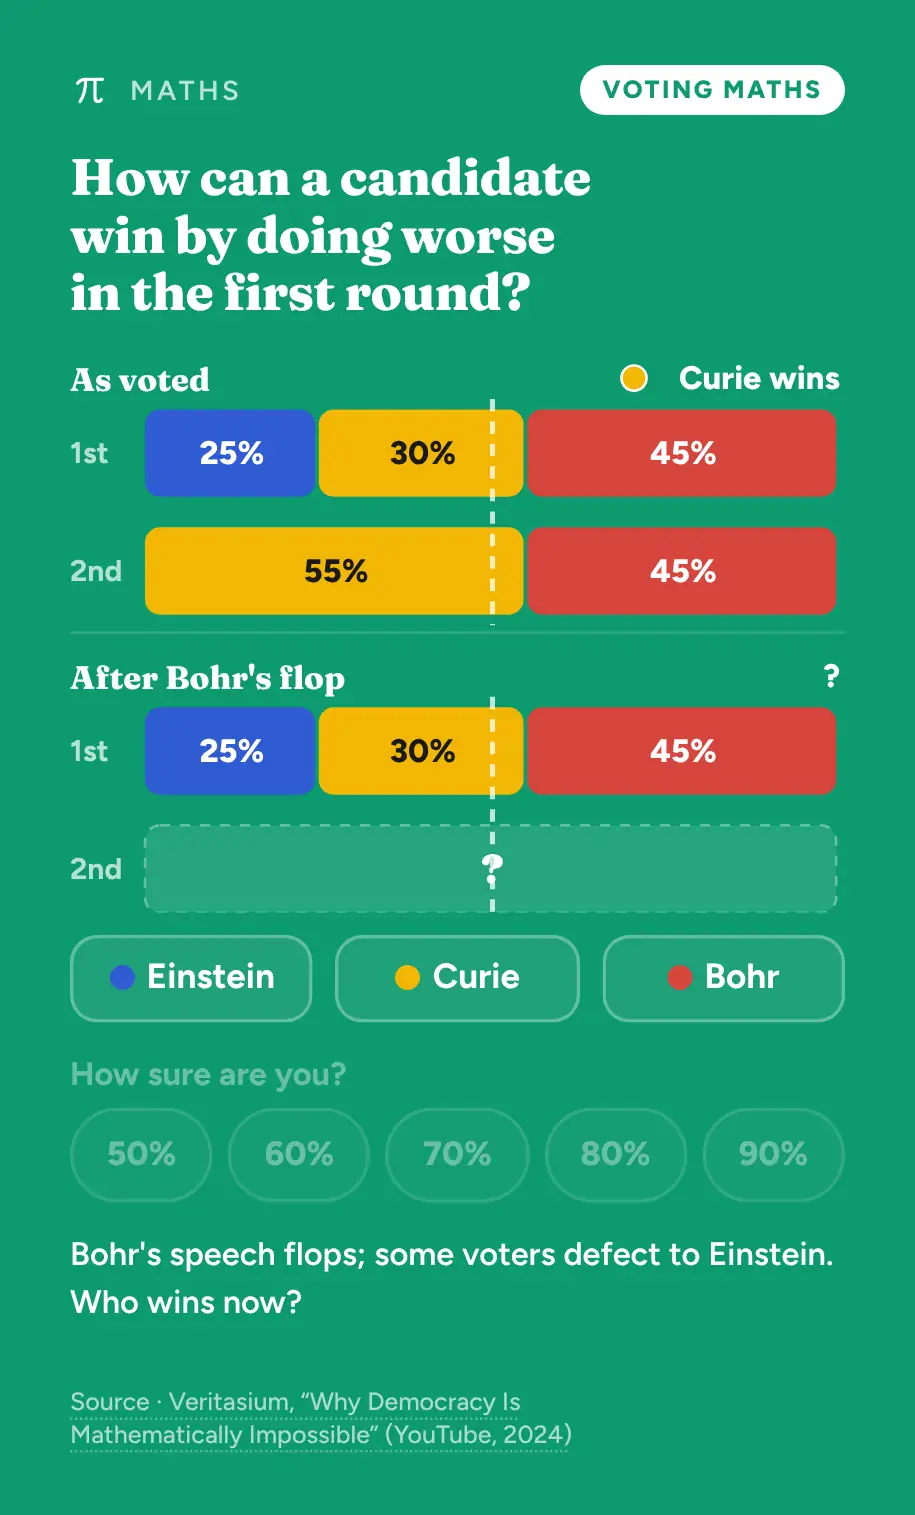 π MATHS
VOTING MATHS
How can a candidate
win by doing worse
in the first round?
As voted
Curie wins
1st 25% 30% 45%
2nd 55% 45%
After Bohr's flop
?
1st 25% 30% 45%
2nd ?
Einstein Curie Bohr
How sure are you?
50% 60% 70% 80% 90%
Bohr's speech flops; some voters defect to Einstein.
Who wins now?
Source · Veritasium, “Why Democracy Is
Mathematically Impossible” (YouTube, 2024)